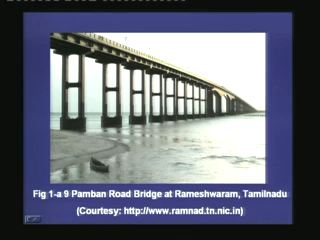 Fig 1-a 9 Pamban Road Bridge at Rameshwaram, Tamilnadu
(Courtesy: http://www.ramnad.tn.nic.in)